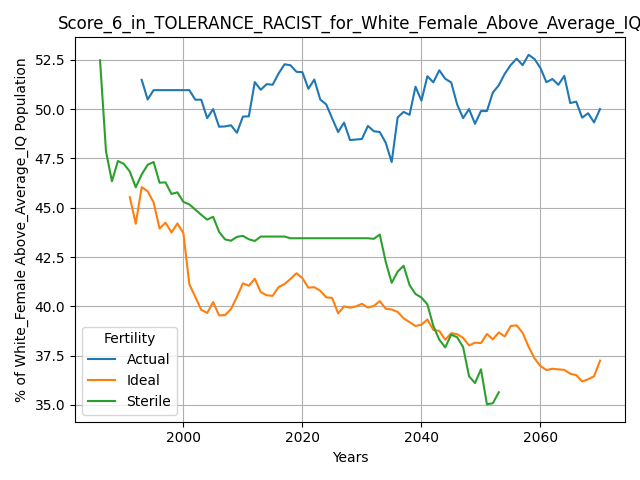 Score_6_in_TOLERANCE_RACIST_for_White_Female_Above_Average_IQ
% of White_Female Above_Average_IQ Population
52.5
50.0
47.5
45.0
42.5
40.0
37.5
35.0
Fertility
Actual
Ideal
Sterile
2000
2020
2040
2060
Years